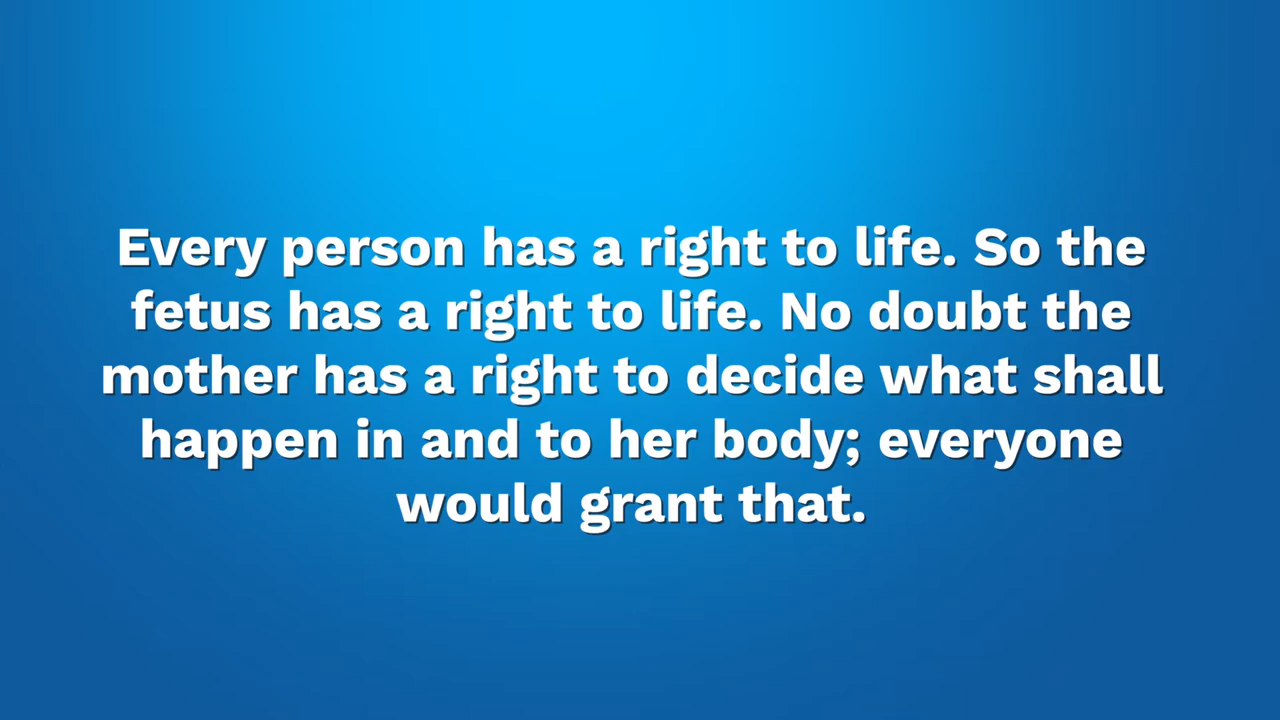 Every person has a right to life. So the
fetus has a right to life. No doubt the
mother has a right to decide what shall
happen in and to her body; everyone
would grant that.